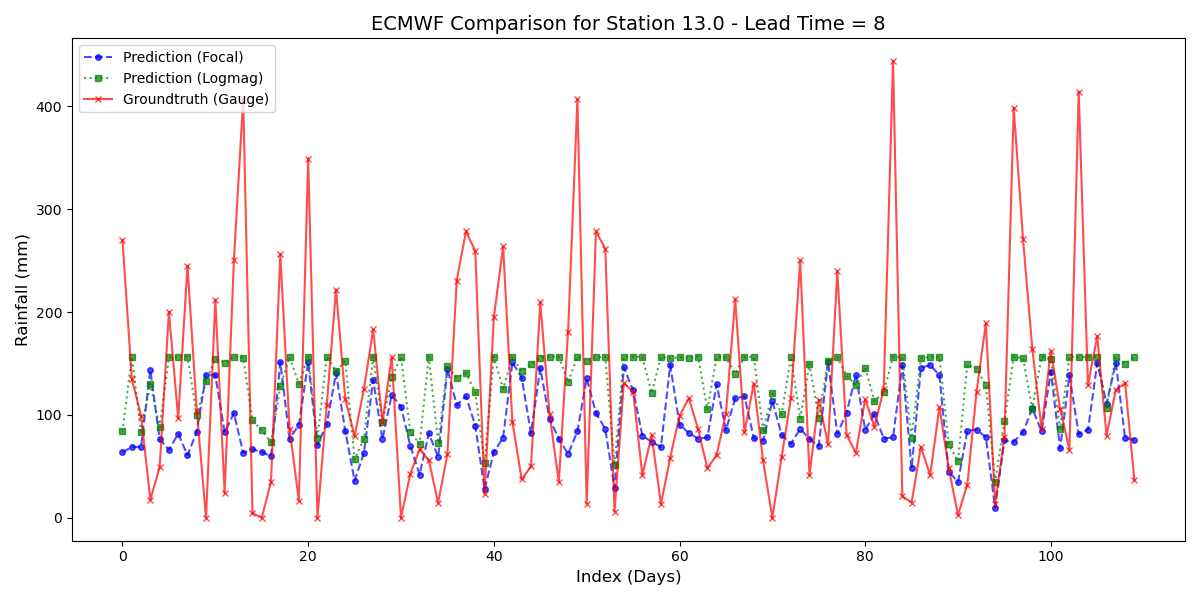 ECMWF Comparison for Station 13.0 - Lead Time = 8
Prediction (Focal)
Prediction (Logmag)
Groundtruth (Gauge)
Rainfall (mm)
400
300
200
100
0
0 20 40 60 80 100
Index (Days)